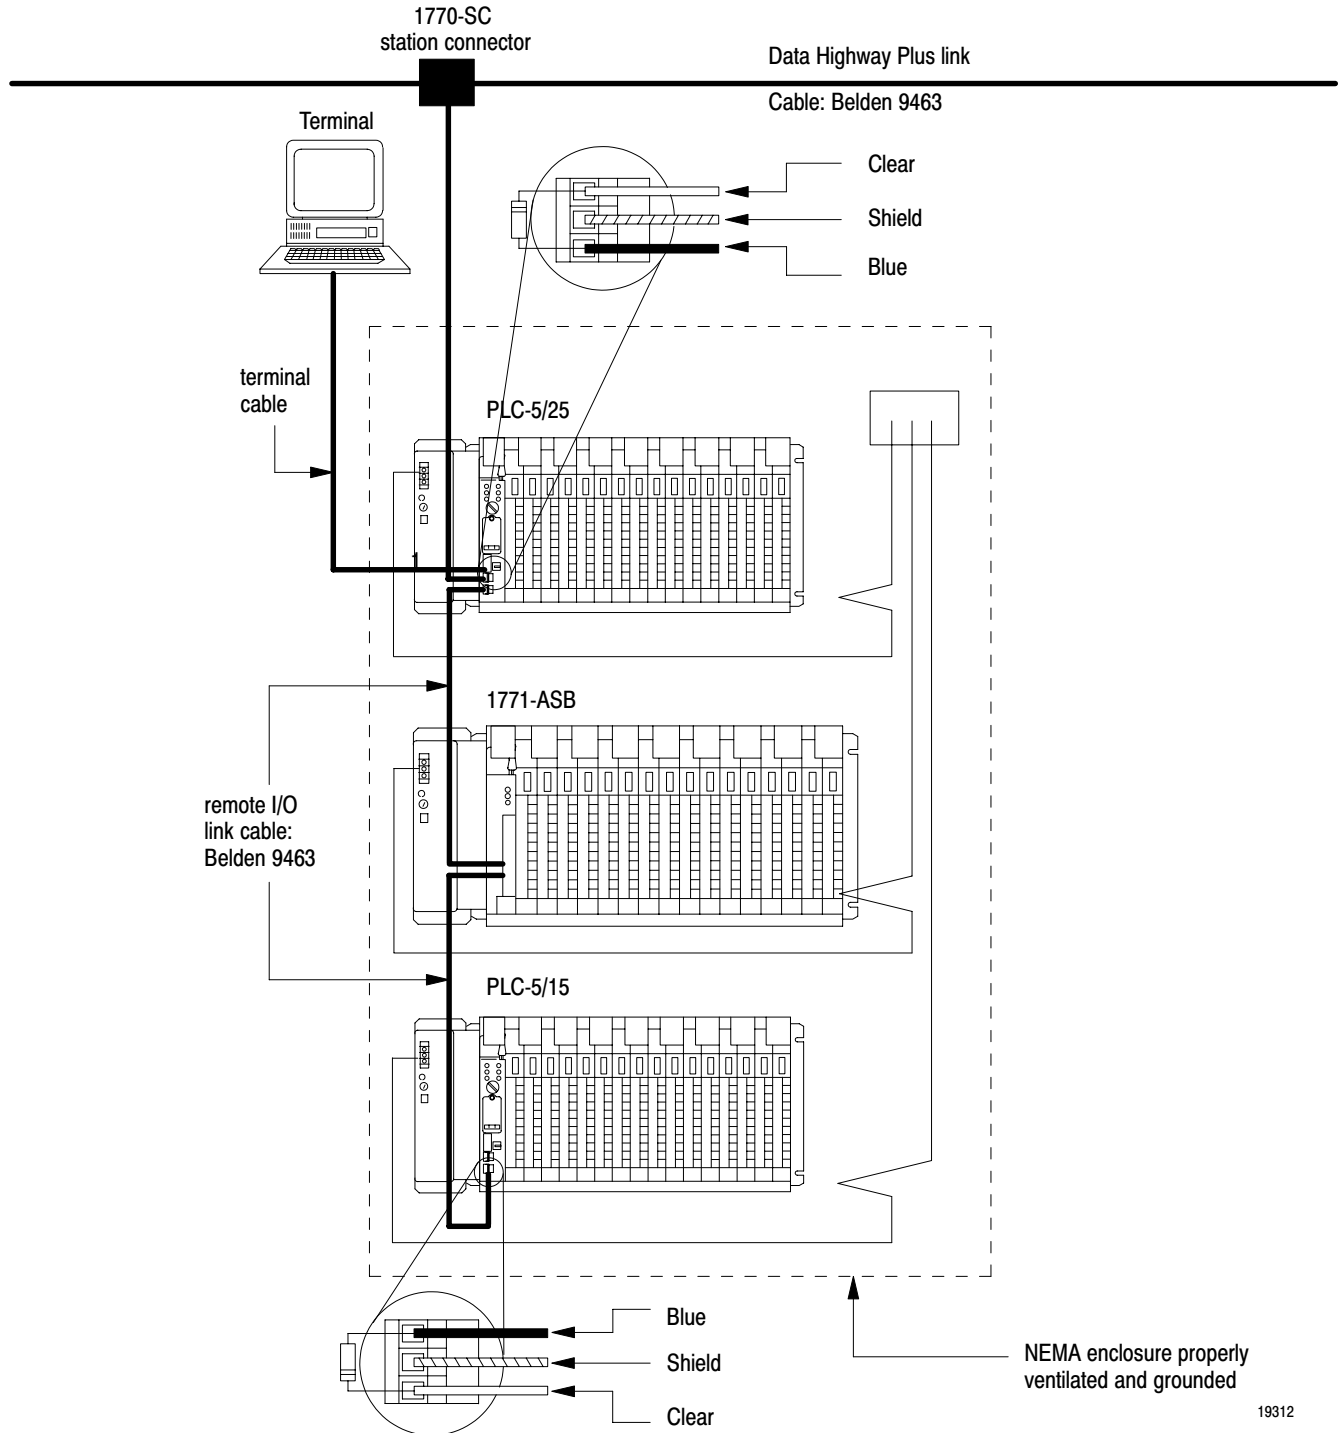 1770-SC
station connector
Data Highway Plus link
Cable: Belden 9463
Terminal
Clear
Shield
Blue
terminal
cable
PLC-5/25
1771-ASB
remote I/O
link cable:
Belden 9463
PLC-5/15
Blue
Shield
Clear
NEMA enclosure properly
ventilated and grounded
19312